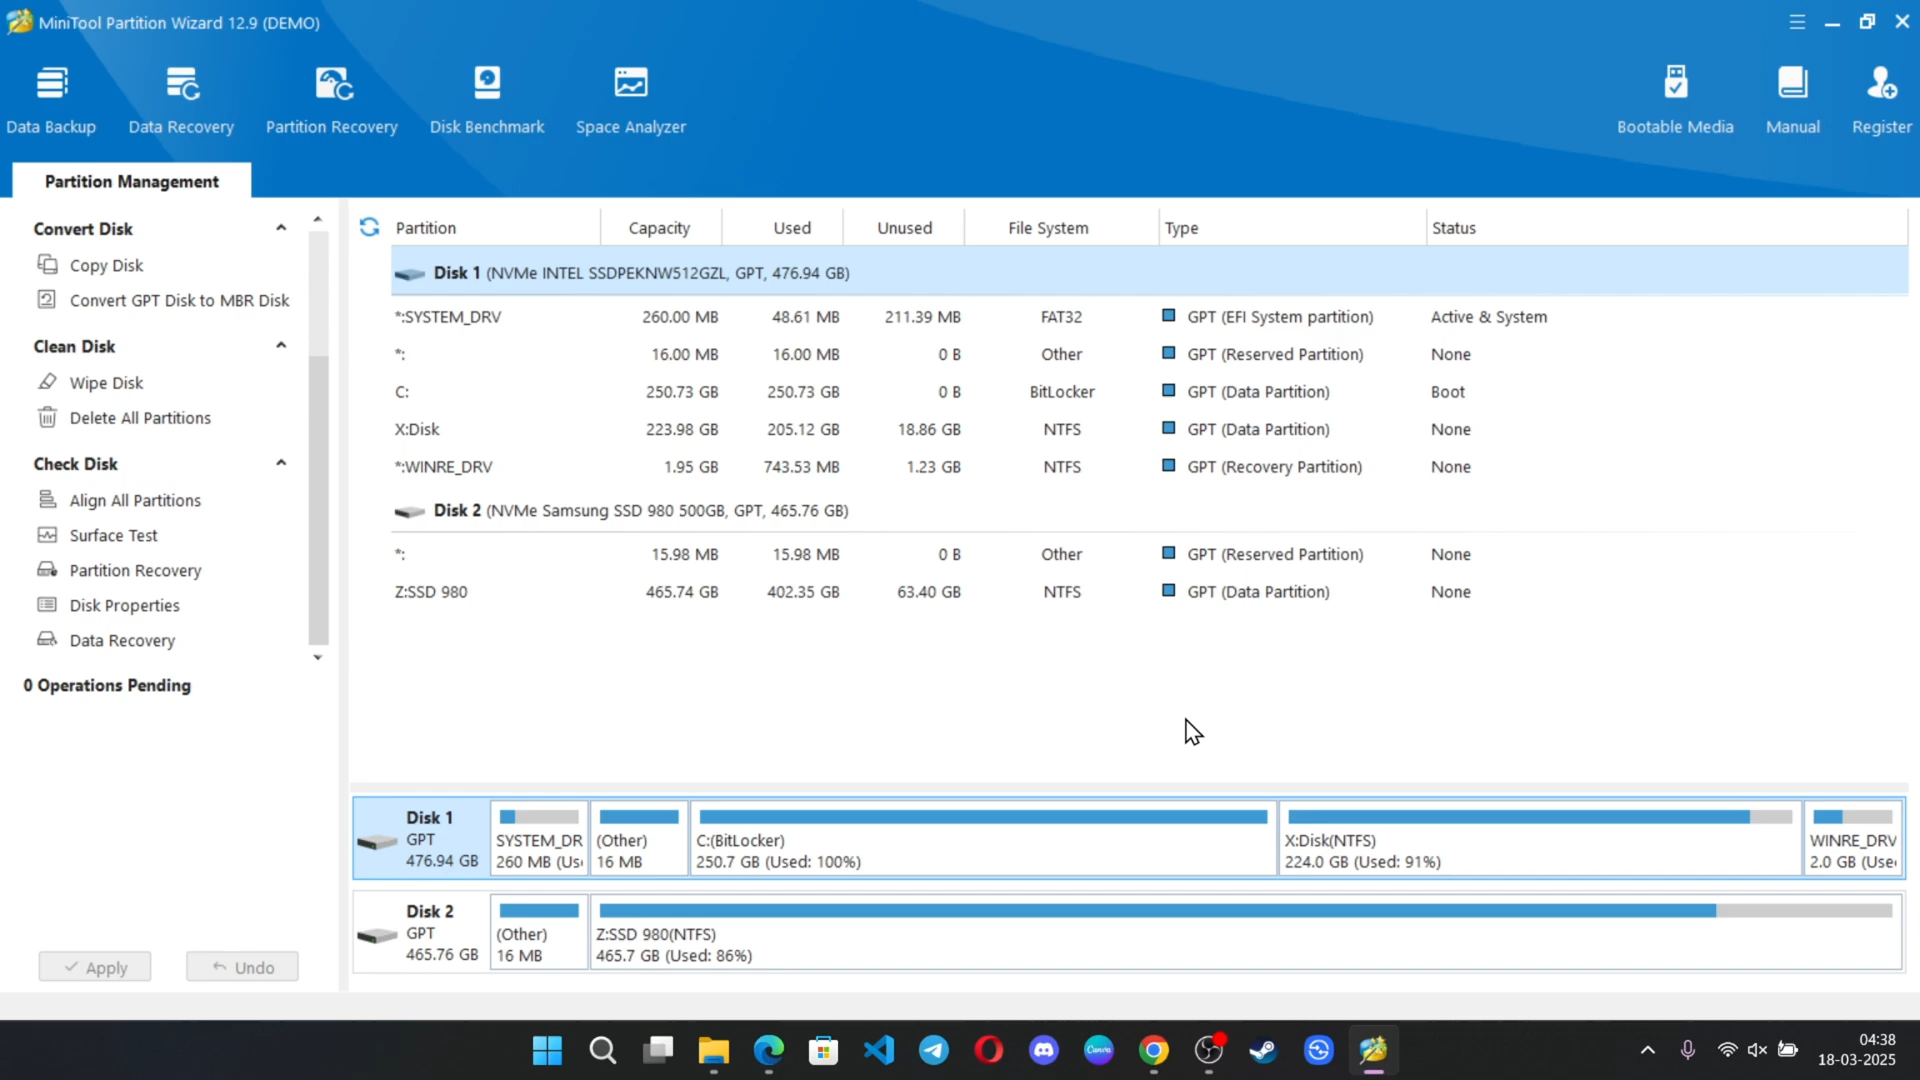 MiniTool Partition Wizard 12.9 (DEMO)
Data Backup Data Recovery Partition Recovery Disk Benchmark Space Analyzer Bootable Media Manual Register
Partition Management
Convert Disk
Copy Disk
Convert GPT Disk to MBR Disk
Clean Disk
Wipe Disk
Delete All Partitions
Check Disk
Align All Partitions
Surface Test
Partition Recovery
Disk Properties
Data Recovery
0 Operations Pending
Apply Undo
Partition Capacity Used Unused File System Type Status
Disk 1 (NVMe INTEL SSDPEKNW512GZL, GPT, 476.94 GB)
*:SYSTEM_DRV 260.00 MB 48.61 MB 211.39 MB FAT32 GPT (EFI System partition) Active & System
*: 16.00 MB 16.00 MB 0 B Other GPT (Reserved Partition) None
C: 250.73 GB 250.73 GB 0 B BitLocker GPT (Data Partition) Boot
X:Disk 223.98 GB 205.12 GB 18.86 GB NTFS GPT (Data Partition) None
*:WINRE_DRV 1.95 GB 743.53 MB 1.23 GB NTFS GPT (Recovery Partition) None
Disk 2 (NVMe Samsung SSD 980 500GB, GPT, 465.76 GB)
*: 15.98 MB 15.98 MB 0 B Other GPT (Reserved Partition) None
Z:SSD 980 465.74 GB 402.35 GB 63.40 GB NTFS GPT (Data Partition) None
Disk 1
GPT
476.94 GB
SYSTEM_DR
260 MB (Us
(Other)
16 MB
C:(BitLocker)
250.7 GB (Used: 100%)
X:Disk(NTFS)
224.0 GB (Used: 91%)
WINRE_DRV
2.0 GB (Use
Disk 2
GPT
465.76 GB
(Other)
16 MB
Z:SSD 980(NTFS)
465.7 GB (Used: 86%)
Canva
04:38
18-03-2025